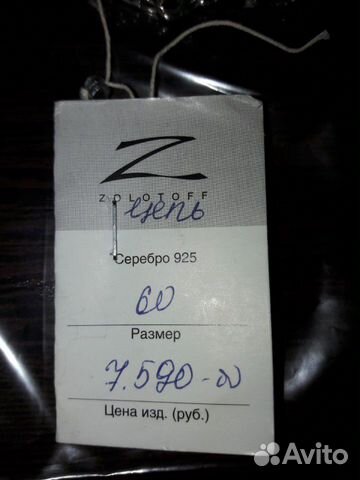 Z
ZOLOTOFF
цепь
Серебро 925
60
Размер
7.590-00
Цена изд. (руб.)
Avito